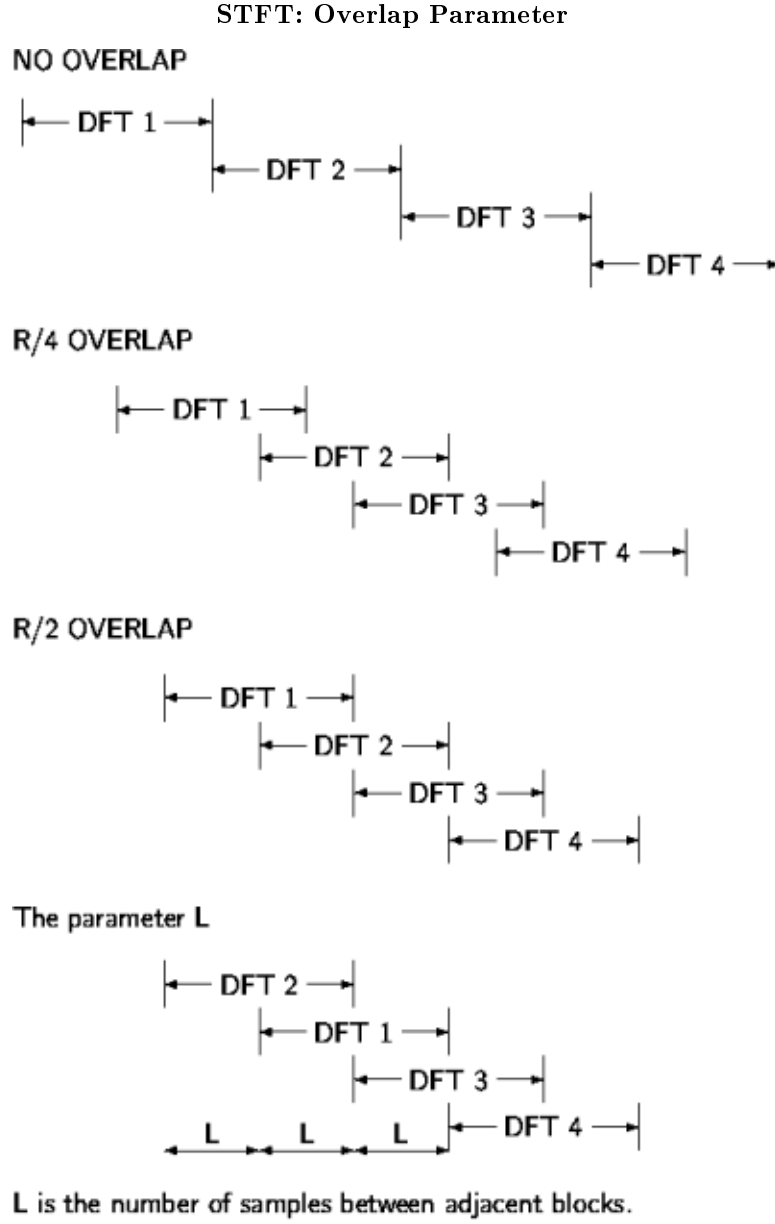 STFT: Overlap Parameter
NO OVERLAP
DFT 1
DFT 2
DFT 3
DFT 4
R/4 OVERLAP
DFT 1
DFT 2
DFT 3
DFT 4
R/2 OVERLAP
DFT 1
DFT 2
DFT 3
DFT 4
The parameter L
DFT 2
DFT 1
DFT 3
L L L DFT 4
L is the number of samples between adjacent blocks.